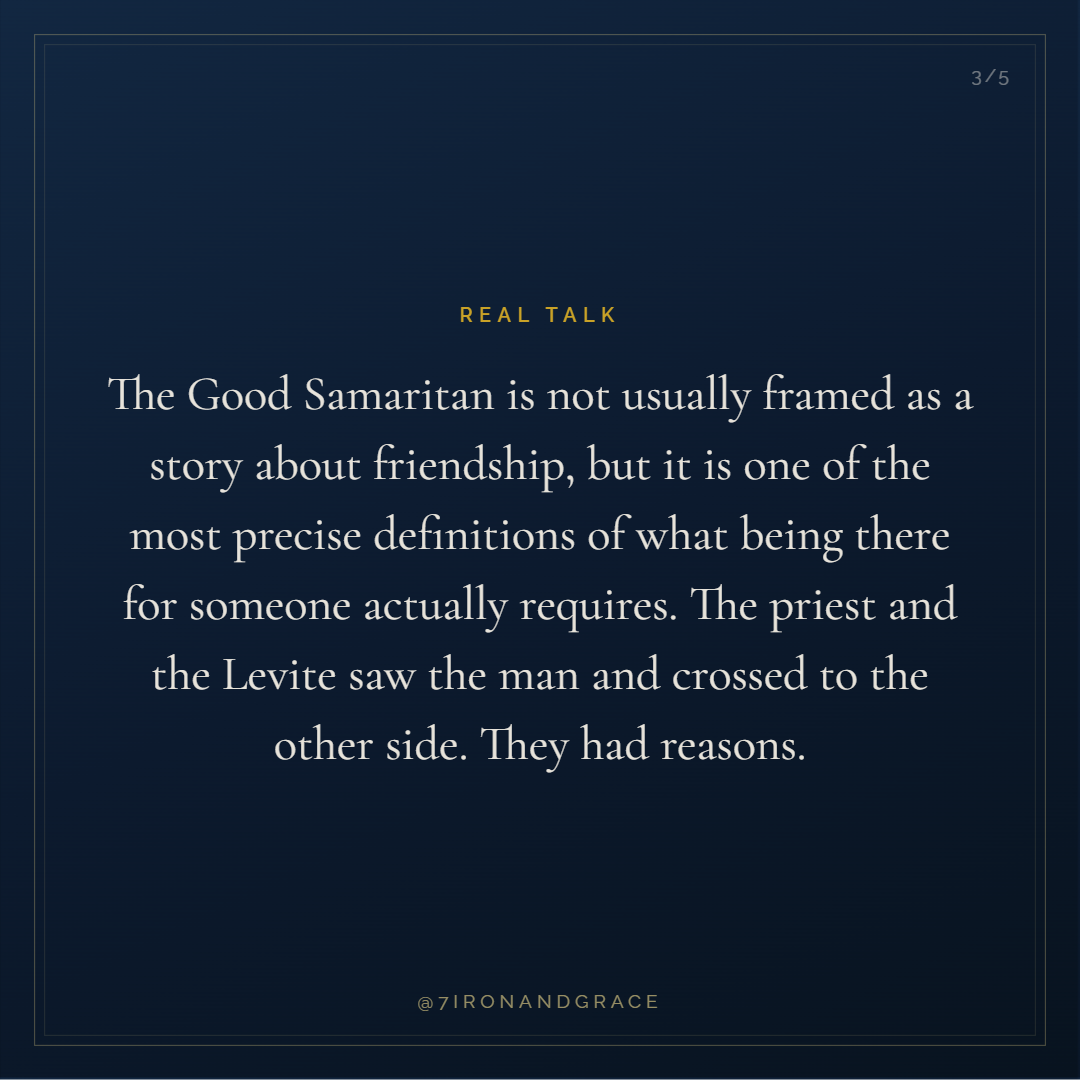 3/5
REAL TALK
The Good Samaritan is not usually framed as a
story about friendship, but it is one of the
most precise definitions of what being there
for someone actually requires. The priest and
the Levite saw the man and crossed to the
other side. They had reasons.
@7IRONANDGRACE